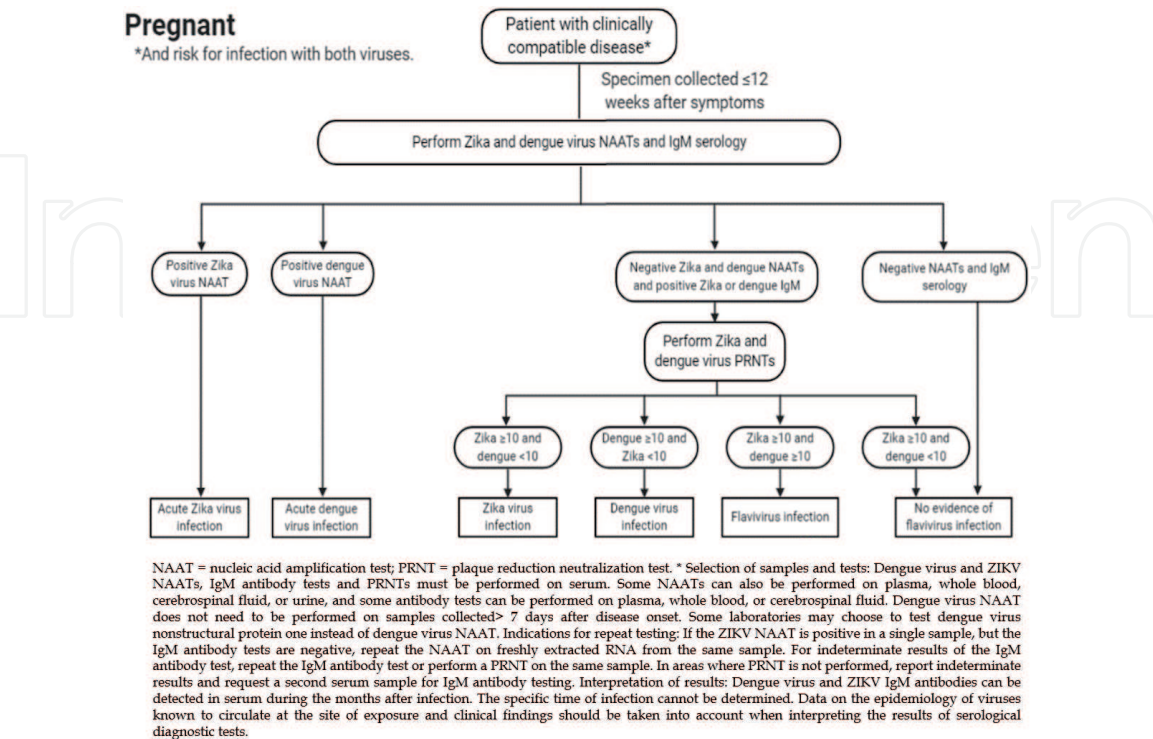 Pregnant
*And risk for infection with both viruses.
Patient with clinically
compatible disease*
Specimen collected ≤12
weeks after symptoms
Perform Zika and dengue virus NAATs and IgM serology
Positive Zika
virus NAAT
Positive dengue
virus NAAT
Negative Zika and dengue NAATs
and positive Zika or dengue IgM
Negative NAATs and IgM
serology
Perform Zika and
dengue virus PRNTs
Zika ≥10 and
dengue <10
Dengue ≥10 and
Zika <10
Zika ≥10 and
dengue ≥10
Zika ≥10 and
dengue <10
Acute Zika virus
infection
Acute dengue
virus infection
Zika virus
infection
Dengue virus
infection
Flavivirus infection
No evidence of
flavivirus infection
NAAT = nucleic acid amplification test; PRNT = plaque reduction neutralization test. * Selection of samples and tests: Dengue virus and ZIKV
NAATs, IgM antibody tests and PRNTs must be performed on serum. Some NAATs can also be performed on plasma, whole blood,
cerebrospinal fluid, or urine, and some antibody tests can be performed on plasma, whole blood, or cerebrospinal fluid. Dengue virus NAAT
does not need to be performed on samples collected> 7 days after disease onset. Some laboratories may choose to test dengue virus
nonstructural protein one instead of dengue virus NAAT. Indications for repeat testing: If the ZIKV NAAT is positive in a single sample, but the
IgM antibody tests are negative, repeat the NAAT on freshly extracted RNA from the same sample. For indeterminate results of the IgM
antibody test, repeat the IgM antibody test or perform a PRNT on the same sample. In areas where PRNT is not performed, report indeterminate
results and request a second serum sample for IgM antibody testing. Interpretation of results: Dengue virus and ZIKV IgM antibodies can be
detected in serum during the months after infection. The specific time of infection cannot be determined. Data on the epidemiology of viruses
known to circulate at the site of exposure and clinical findings should be taken into account when interpreting the results of serological
diagnostic tests.